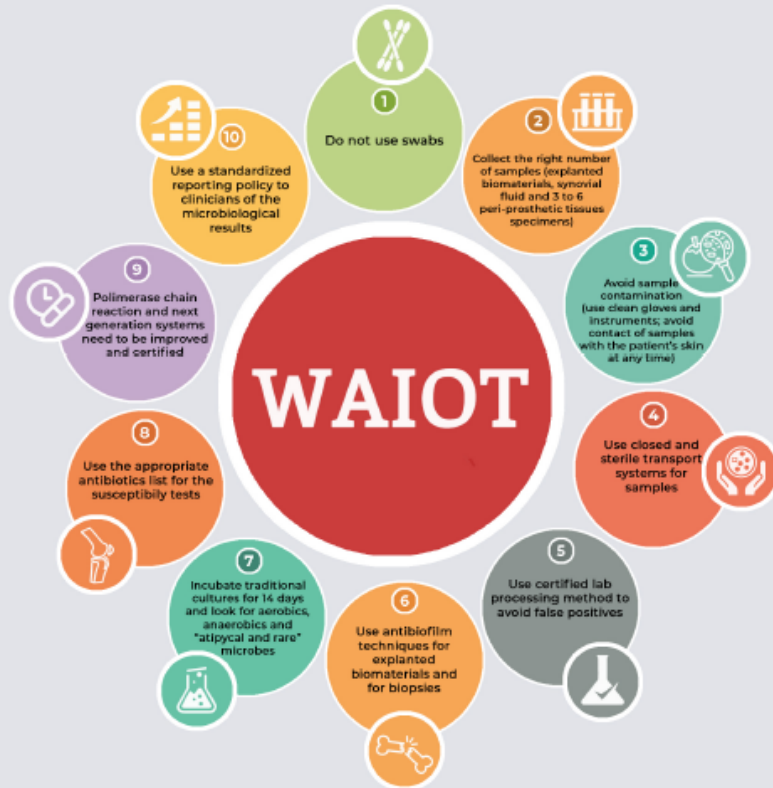 1
Do not use swabs
2
Collect the right number
of samples (explanted
biomaterials, synovial
fluid and 3 to 6
peri-prosthetic tissues
specimens)
3
Avoid sample
contamination
(use clean gloves and
instruments; avoid
contact of samples
with the patient's skin
at any time)
4
Use closed and
sterile transport
systems for
samples
5
Use certified lab
processing method to
avoid false positives
6
Use antibiofilm
techniques for
explanted
biomaterials and
for biopsies
7
Incubate traditional
cultures for 14 days
and look for aerobics,
anaerobics and
"atipycal and rare"
microbes
8
Use the appropriate
antibiotics list for the
susceptibily tests
9
Polimerase chain
reaction and next
generation systems
need to be improved
and certified
10
Use a standardized
reporting policy to
clinicians of the
microbiological
results
WAIOT